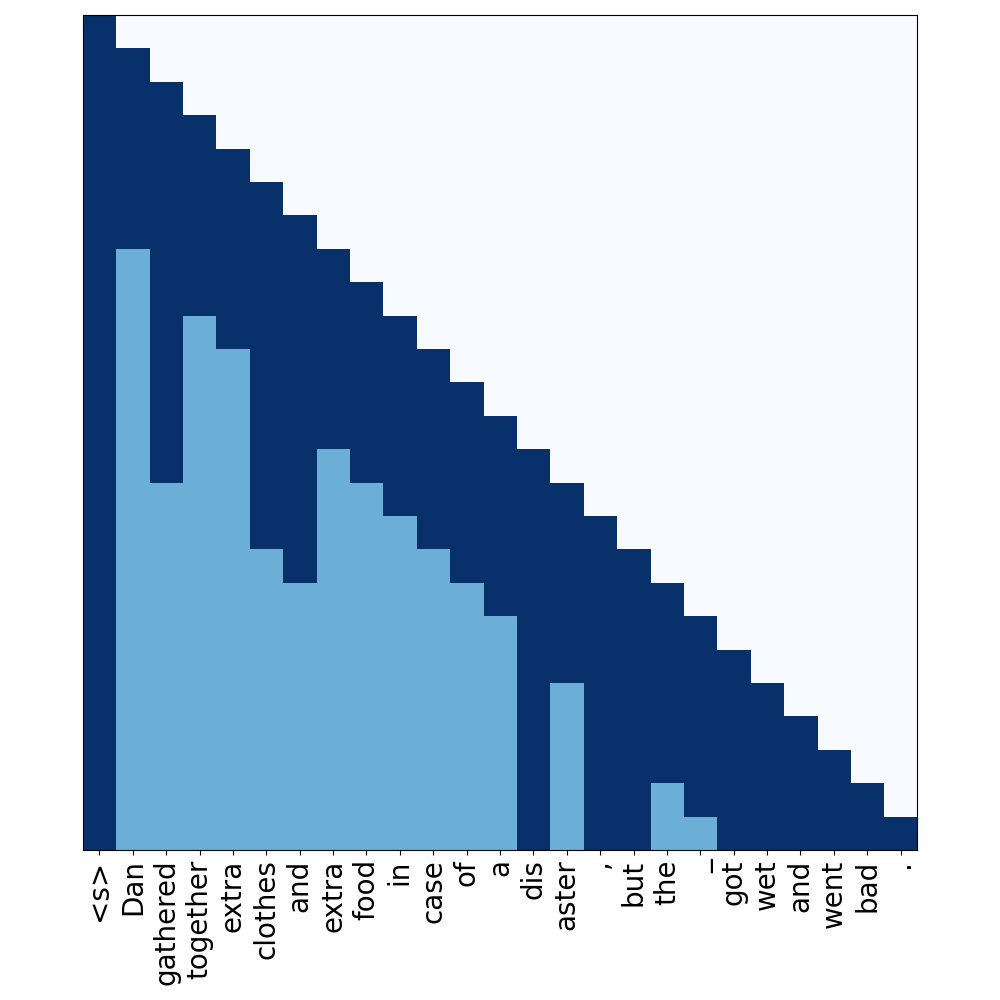 <s>
Dan
gathered
together
extra
clothes
and
extra
food
in
case
of
a
dis
aster
,
but
the
_
got
wet
and
went
bad
.